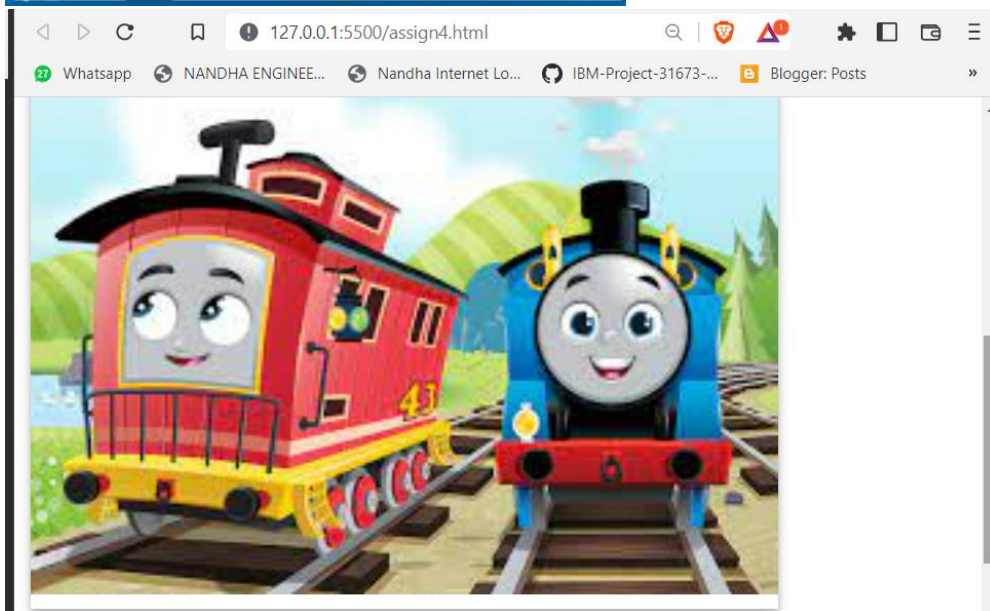 127.0.0.1:5500/assign4.html
1
27 Whatsapp NANDHA ENGINEE... Nandha Internet Lo... IBM-Project-31673-... Blogger: Posts »
43